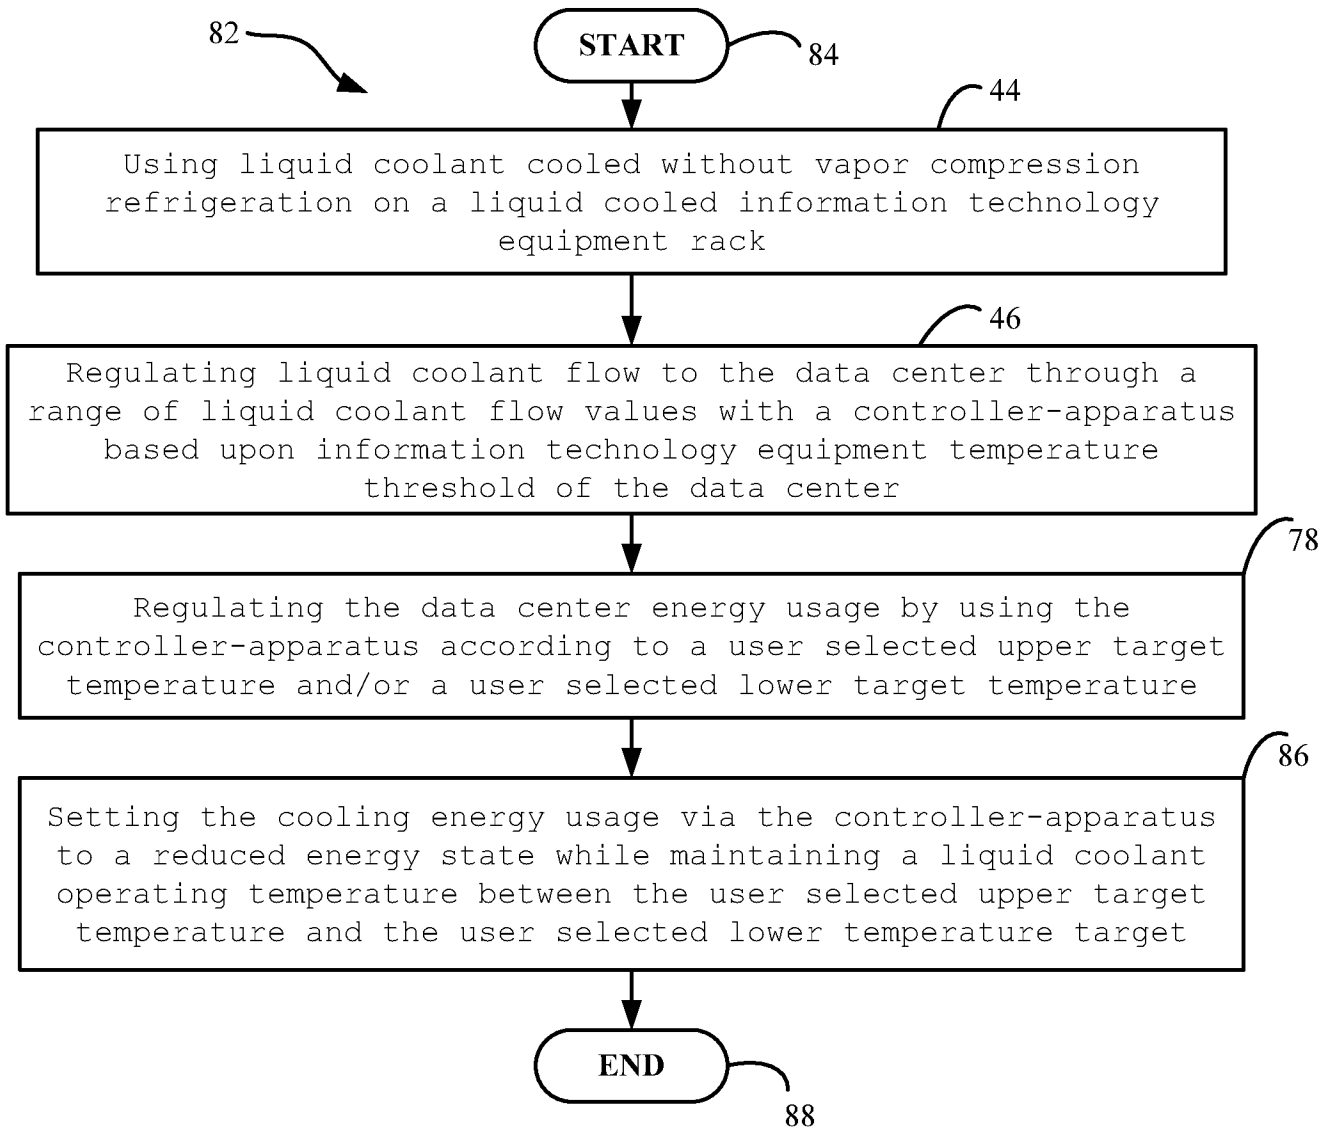 82
START
84
44
Using liquid coolant cooled without vapor compression
refrigeration on a liquid cooled information technology
equipment rack
46
Regulating liquid coolant flow to the data center through a
range of liquid coolant flow values with a controller-apparatus
based upon information technology equipment temperature
threshold of the data center
78
Regulating the data center energy usage by using the
controller-apparatus according to a user selected upper target
temperature and/or a user selected lower target temperature
86
Setting the cooling energy usage via the controller-apparatus
to a reduced energy state while maintaining a liquid coolant
operating temperature between the user selected upper target
temperature and the user selected lower temperature target
END
88